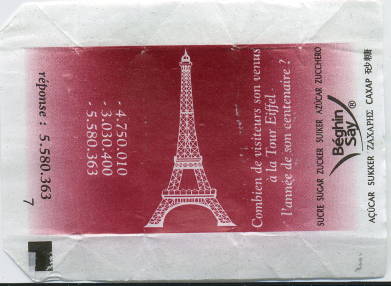 Combien de visiteurs son venus
à la Tour Eiffel
l'année de son centenaire ?
- 4.750.010
- 3.030.400
- 5.580.363
réponse : 5.580.363
7
SUCRE SUGAR ZUCKER SUIKER AZÚCAR ZUCCHERO
Béghin
Say ®
AÇÚCAR SUKKER ΖΑΧΑΡΗΣ CAXAP 砂糖